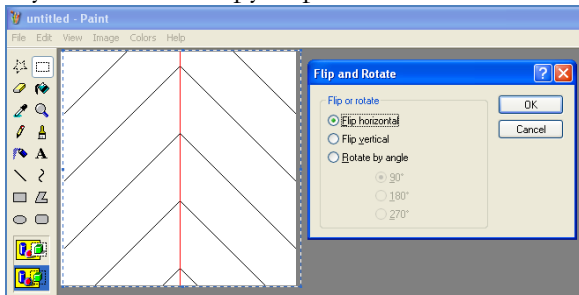 untitled - Paint
File Edit View Image Colors Help
A
Flip and Rotate
Flip or rotate
Flip horizontal
Flip vertical
Rotate by angle
90°
180°
270°
OK
Cancel